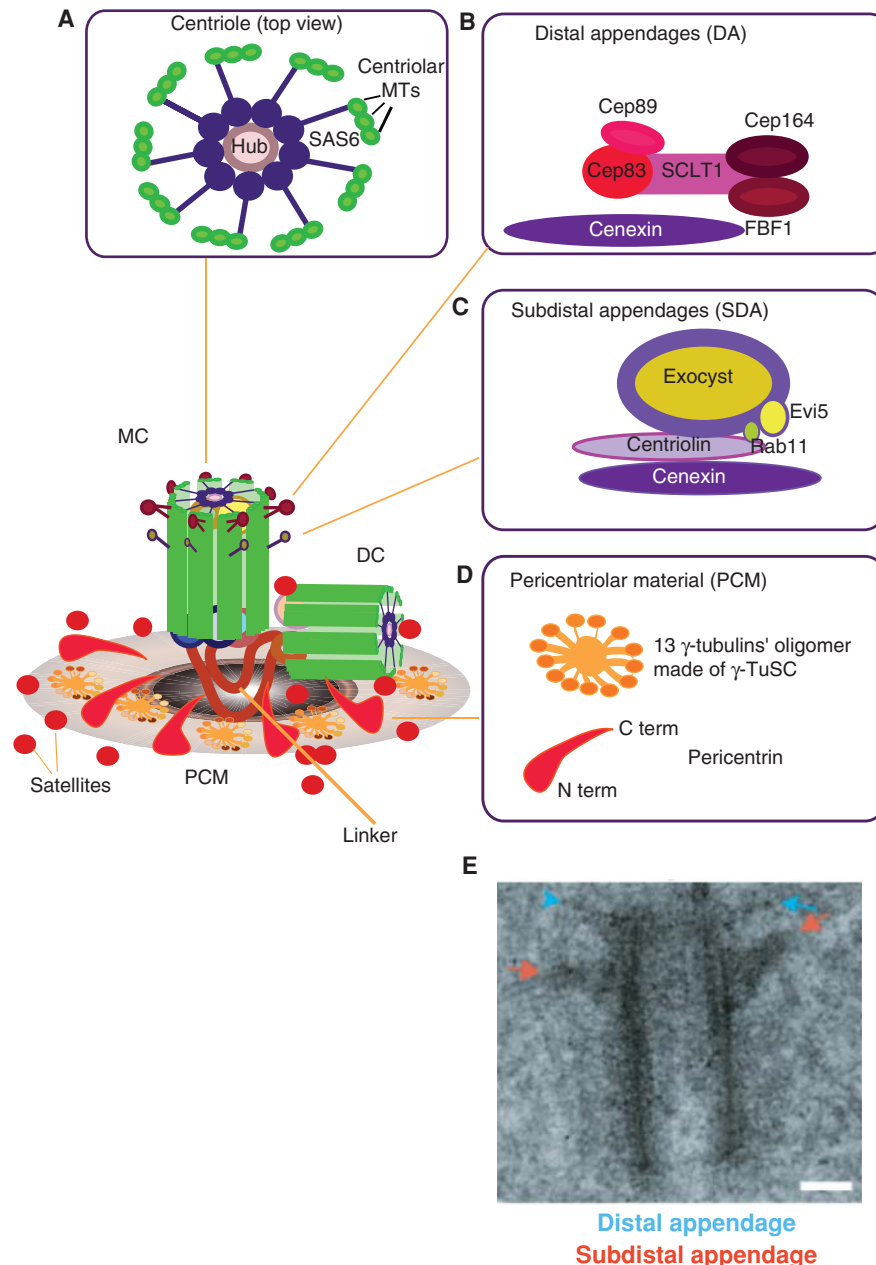 A
Centriole (top view)
Centriolar
MTs
SAS6
Hub
B
Distal appendages (DA)
Cep89
Cep164
Cep83
SCLT1
Cenexin
FBF1
C
Subdistal appendages (SDA)
Exocyst
Evi5
Centriolin
Rab11
Cenexin
MC
DC
D
Pericentriolar material (PCM)
13 γ-tubulins' oligomer
made of γ-TuSC
C term
Pericentrin
N term
Satellites
PCM
Linker
E
Distal appendage
Subdistal appendage